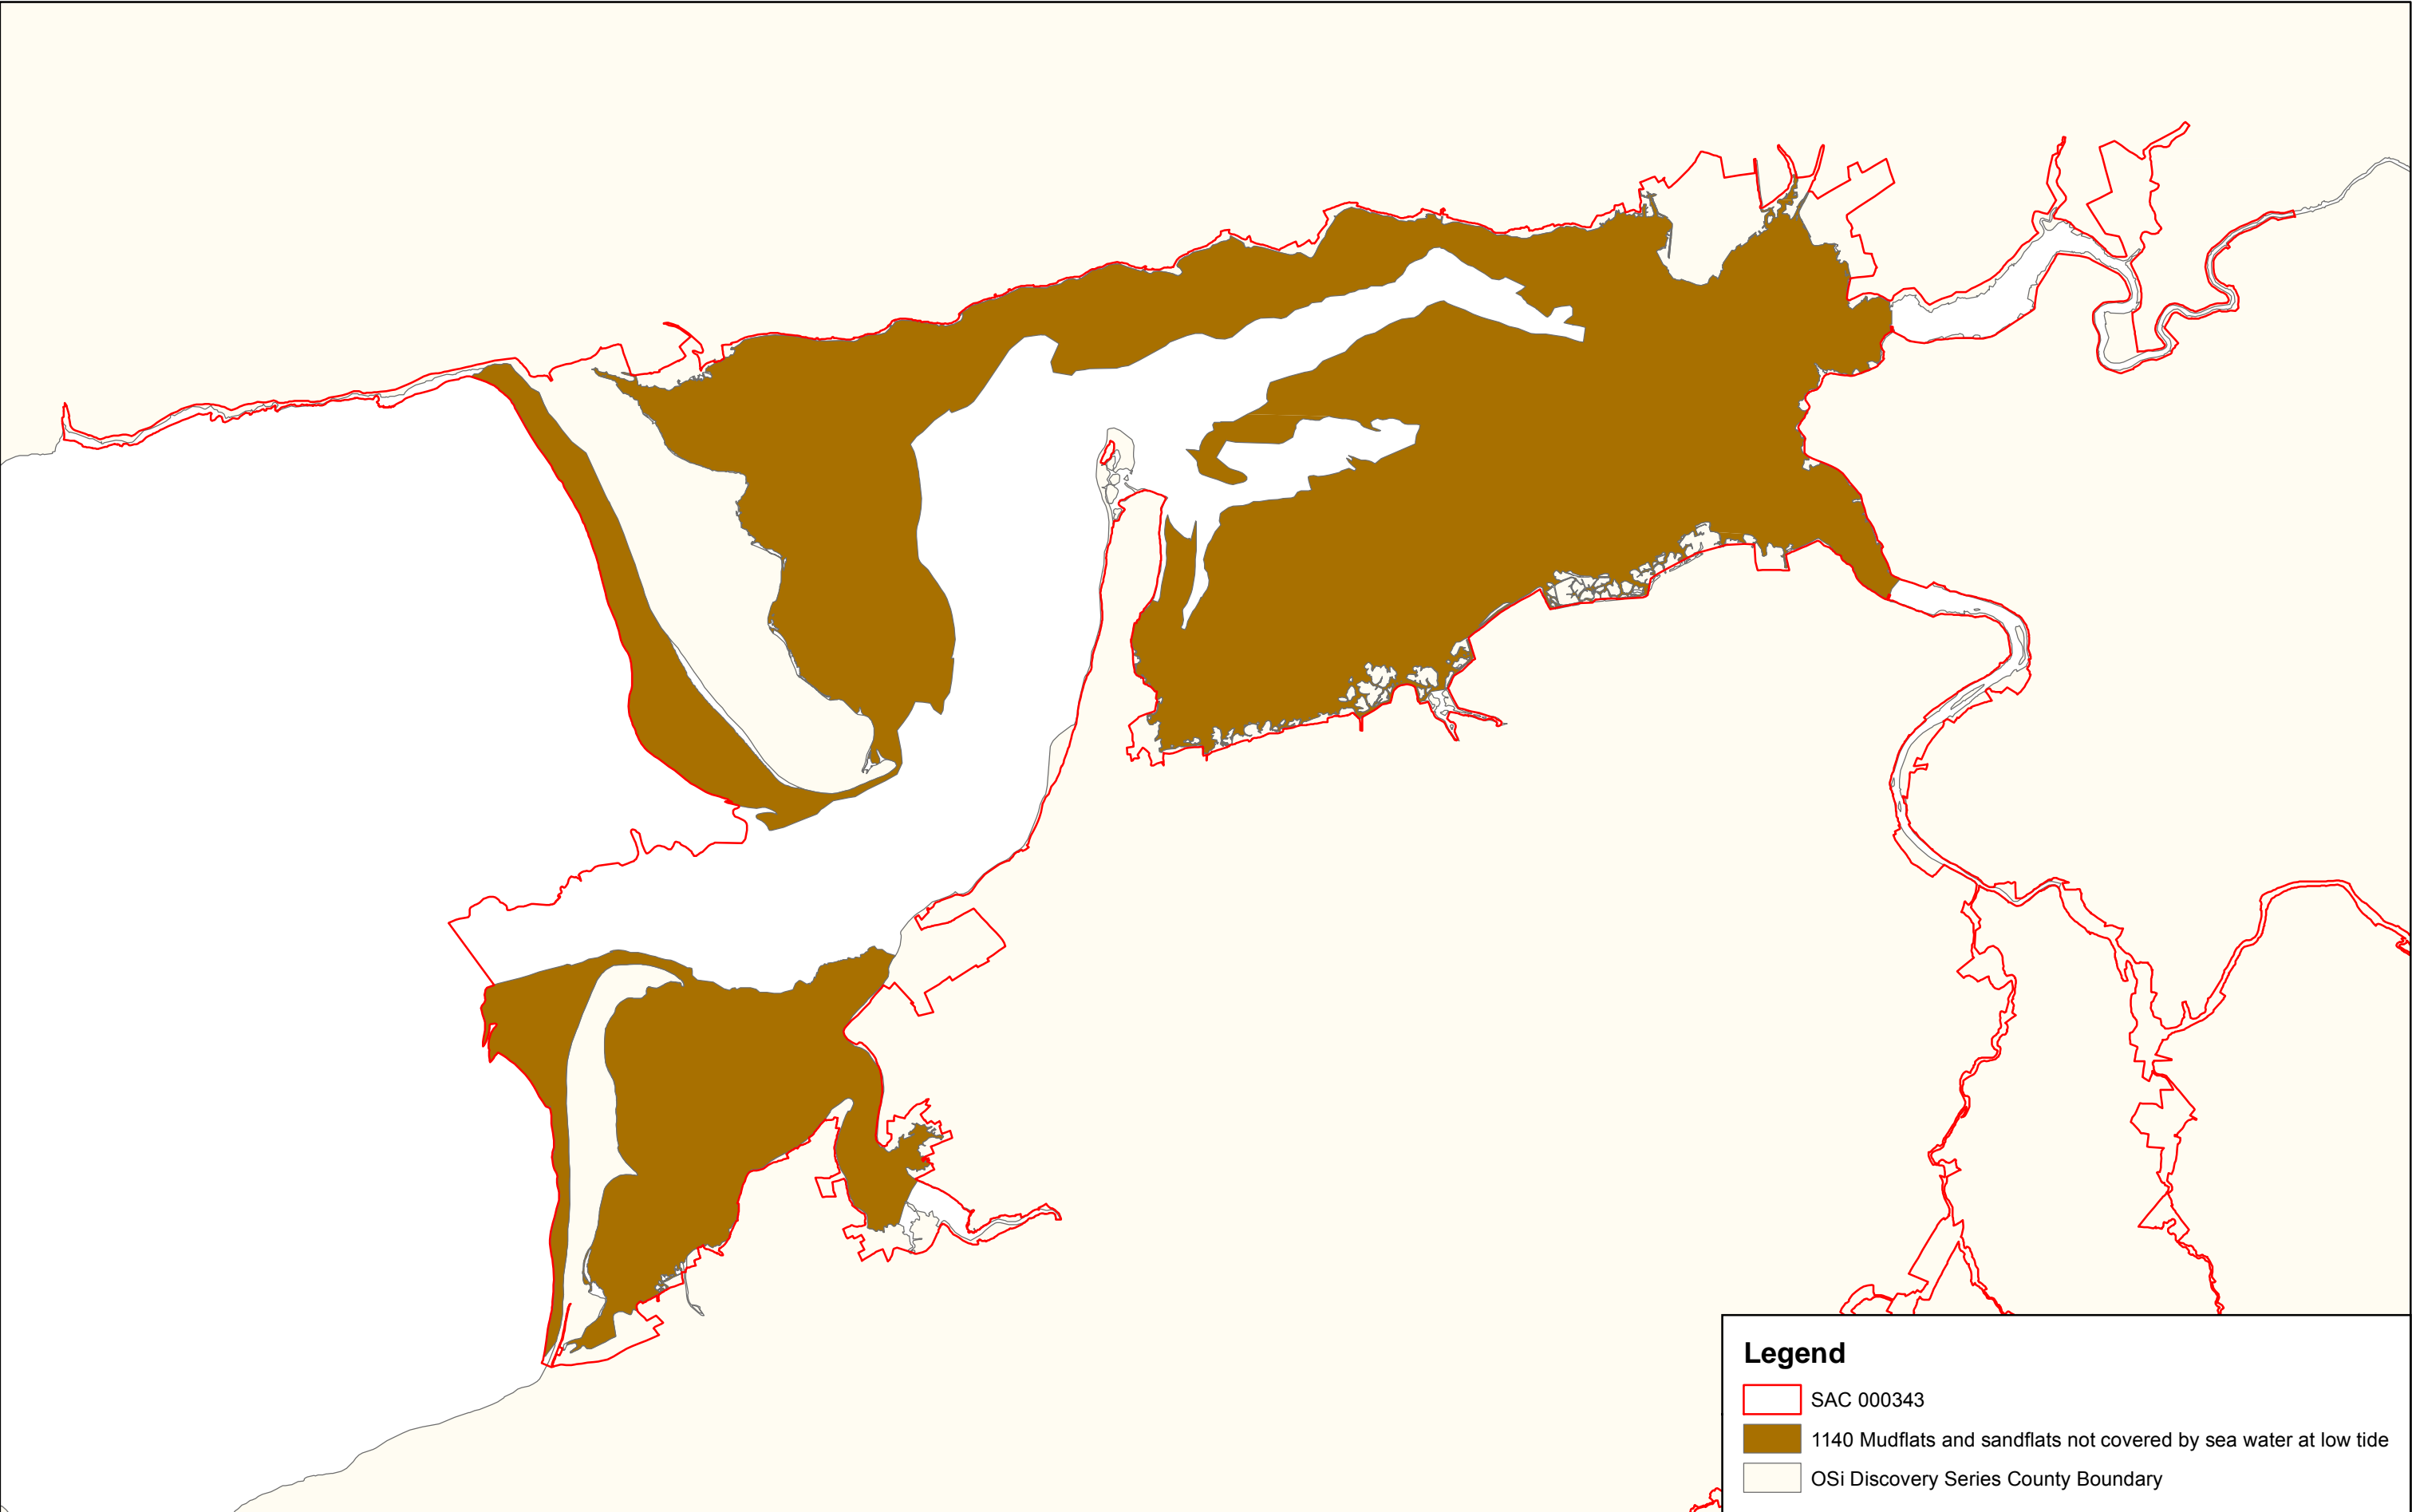 Legend
SAC 000343
1140 Mudflats and sandflats not covered by sea water at low tide
OSi Discovery Series County Boundary